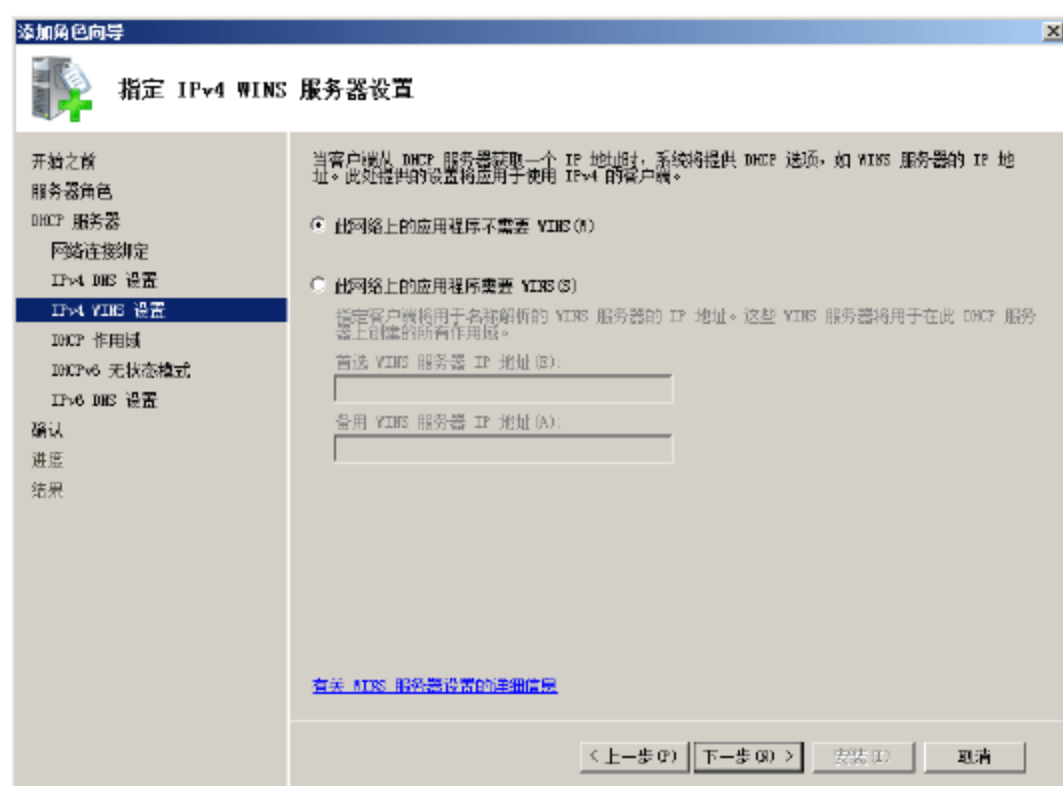 添加角色向导
指定 IPv4 WINS 服务器设置
开始之前
服务器角色
DHCP 服务器
网络连接绑定
IPv4 DNS 设置
IPv4 WINS 设置
DHCP 作用域
DHCPv6 无状态模式
IPv6 DNS 设置
确认
进度
结果
当客户端从 DHCP 服务器获取一个 IP 地址时，系统将提供 DHCP 选项，如 WINS 服务器的 IP 地
址。此处提供的设置将应用于使用 IPv4 的客户端。
此网络上的应用程序不需要 WINS(W)
此网络上的应用程序需要 WINS(S)
指定客户端将用于名称解析的 WINS 服务器的 IP 地址。这些 WINS 服务器将用于在此 DHCP 服务
器上创建的所有作用域。
首选 WINS 服务器 IP 地址(E):
备用 WINS 服务器 IP 地址(A):
有关 WINS 服务器设置的详细信息
< 上一步(P) 下一步(N) > 安装(I) 取消